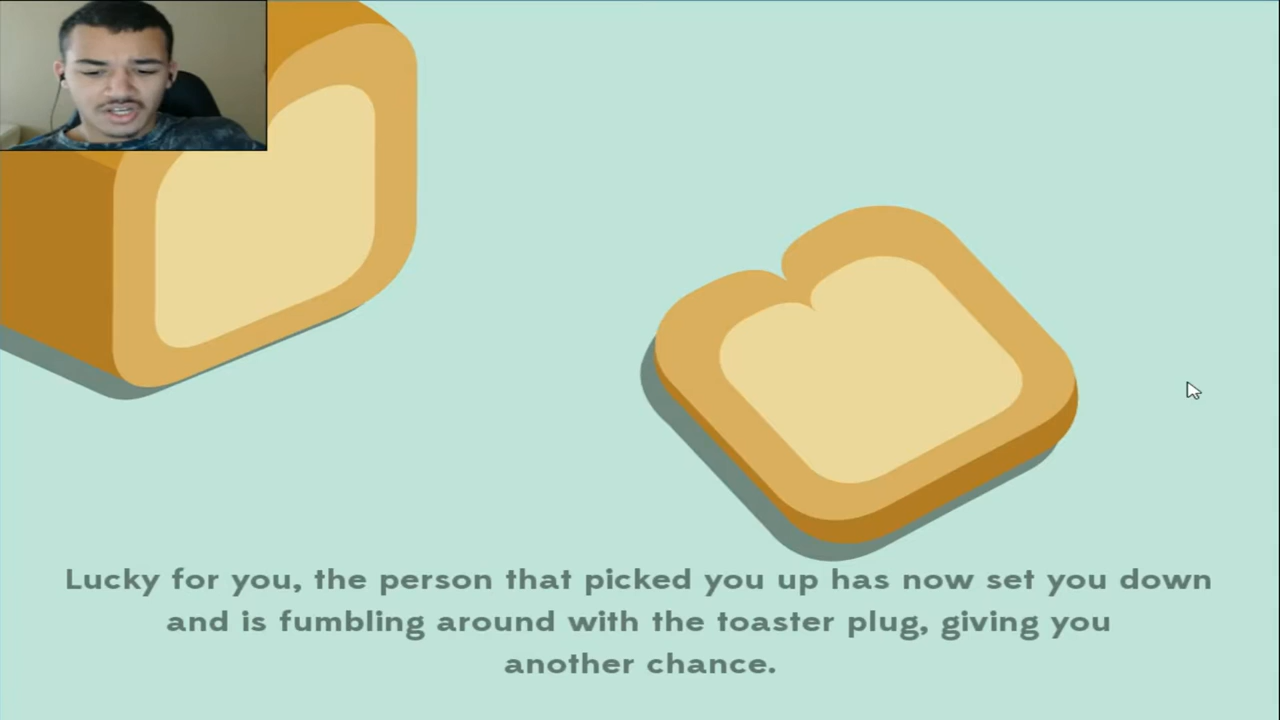 Lucky for you, the person that picked you up has now set you down
and is fumbling around with the toaster plug, giving you
another chance.